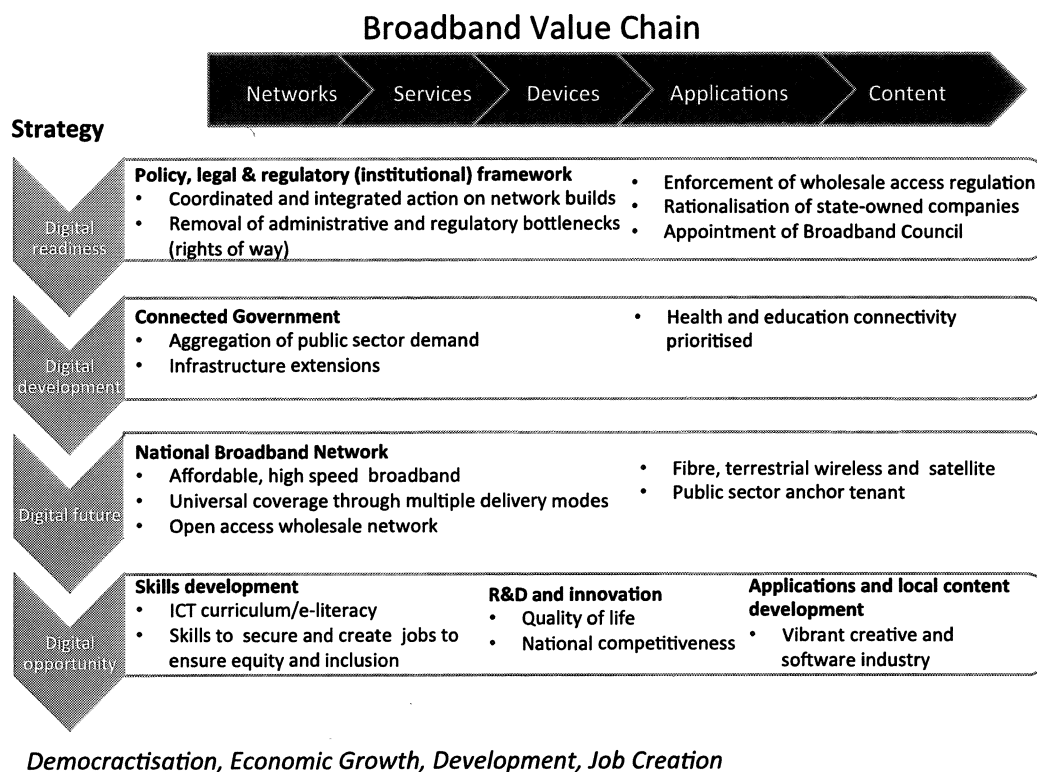 Broadband Value Chain
Networks
Services
Devices
Applications
Content
Strategy
Digital
readiness
Policy, legal & regulatory (institutional) framework
• Coordinated and integrated action on network builds
• Removal of administrative and regulatory bottlenecks
(rights of way)
• Enforcement of wholesale access regulation
• Rationalisation of state-owned companies
• Appointment of Broadband Council
Digital
development
Connected Government
• Aggregation of public sector demand
• Infrastructure extensions
• Health and education connectivity
prioritised
Digital future
National Broadband Network
• Affordable, high speed broadband
• Universal coverage through multiple delivery modes
• Open access wholesale network
• Fibre, terrestrial wireless and satellite
• Public sector anchor tenant
Digital
opportunity
Skills development
• ICT curriculum/e-literacy
• Skills to secure and create jobs to
ensure equity and inclusion
R&D and innovation
• Quality of life
• National competitiveness
Applications and local content
development
• Vibrant creative and
software industry
Democractisation, Economic Growth, Development, Job Creation